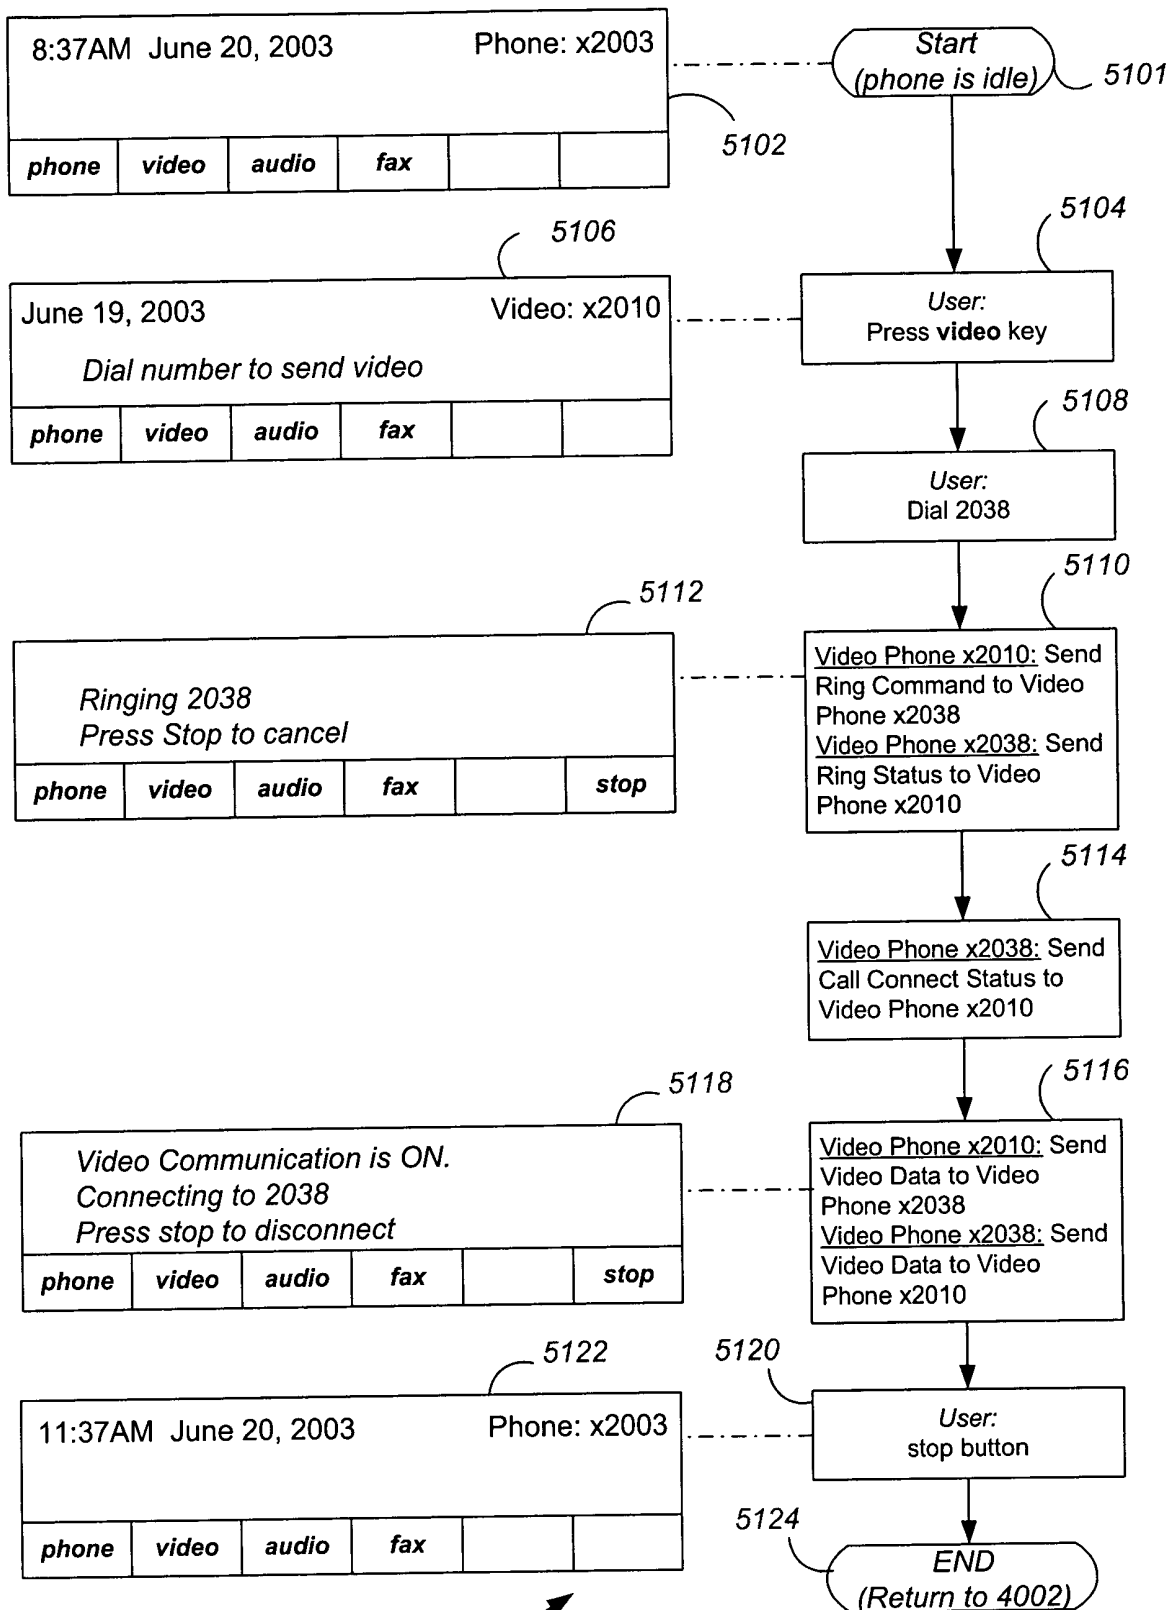 8:37AM June 20, 2003 Phone: x2003
phone video audio fax
5102
Start
(phone is idle)
5101
5106
June 19, 2003 Video: x2010
Dial number to send video
phone video audio fax
5104
User:
Press video key
5108
User:
Dial 2038
5112
Ringing 2038
Press Stop to cancel
phone video audio fax stop
5110
Video Phone x2010: Send
Ring Command to Video
Phone x2038
Video Phone x2038: Send
Ring Status to Video
Phone x2010
5114
Video Phone x2038: Send
Call Connect Status to
Video Phone x2010
5118
Video Communication is ON.
Connecting to 2038
Press stop to disconnect
phone video audio fax stop
5116
Video Phone x2010: Send
Video Data to Video
Phone x2038
Video Phone x2038: Send
Video Data to Video
Phone x2010
5122
11:37AM June 20, 2003 Phone: x2003
phone video audio fax
5120
User:
stop button
5124
END
(Return to 4002)